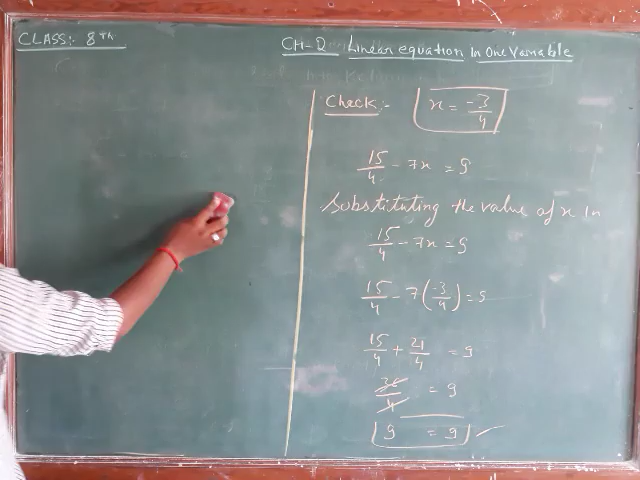 CLASS:- 8TH
CH-2 Linear equation in One Variable
Check:- x = -3/4
15/4 - 7x = 9
Substituting the value of x in
15/4 - 7x = 9
15/4 - 7(-3/4) = 9
15/4 + 21/4 = 9
36/4 = 9
9 = 9 ✓